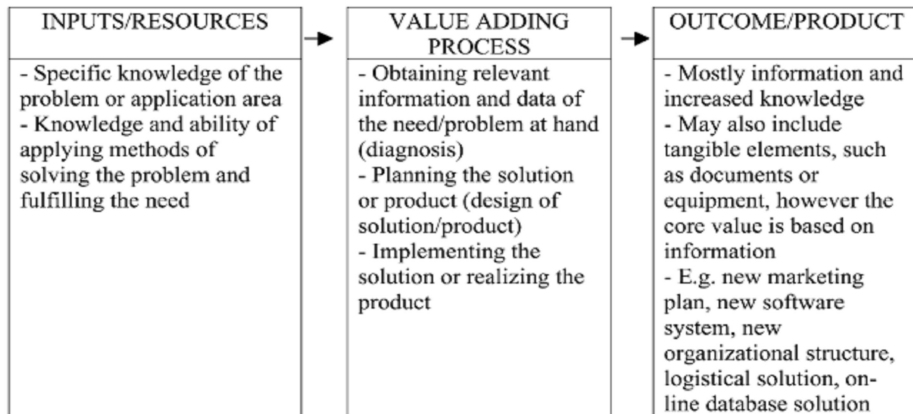 INPUTS/RESOURCES
- Specific knowledge of the
problem or application area
- Knowledge and ability of
applying methods of
solving the problem and
fulfilling the need
VALUE ADDING
PROCESS
- Obtaining relevant
information and data of
the need/problem at hand
(diagnosis)
- Planning the solution
or product (design of
solution/product)
- Implementing the
solution or realizing the
product
OUTCOME/PRODUCT
- Mostly information and
increased knowledge
- May also include
tangible elements, such
as documents or
equipment, however the
core value is based on
information
- E.g. new marketing
plan, new software
system, new
organizational structure,
logistical solution, on-
line database solution